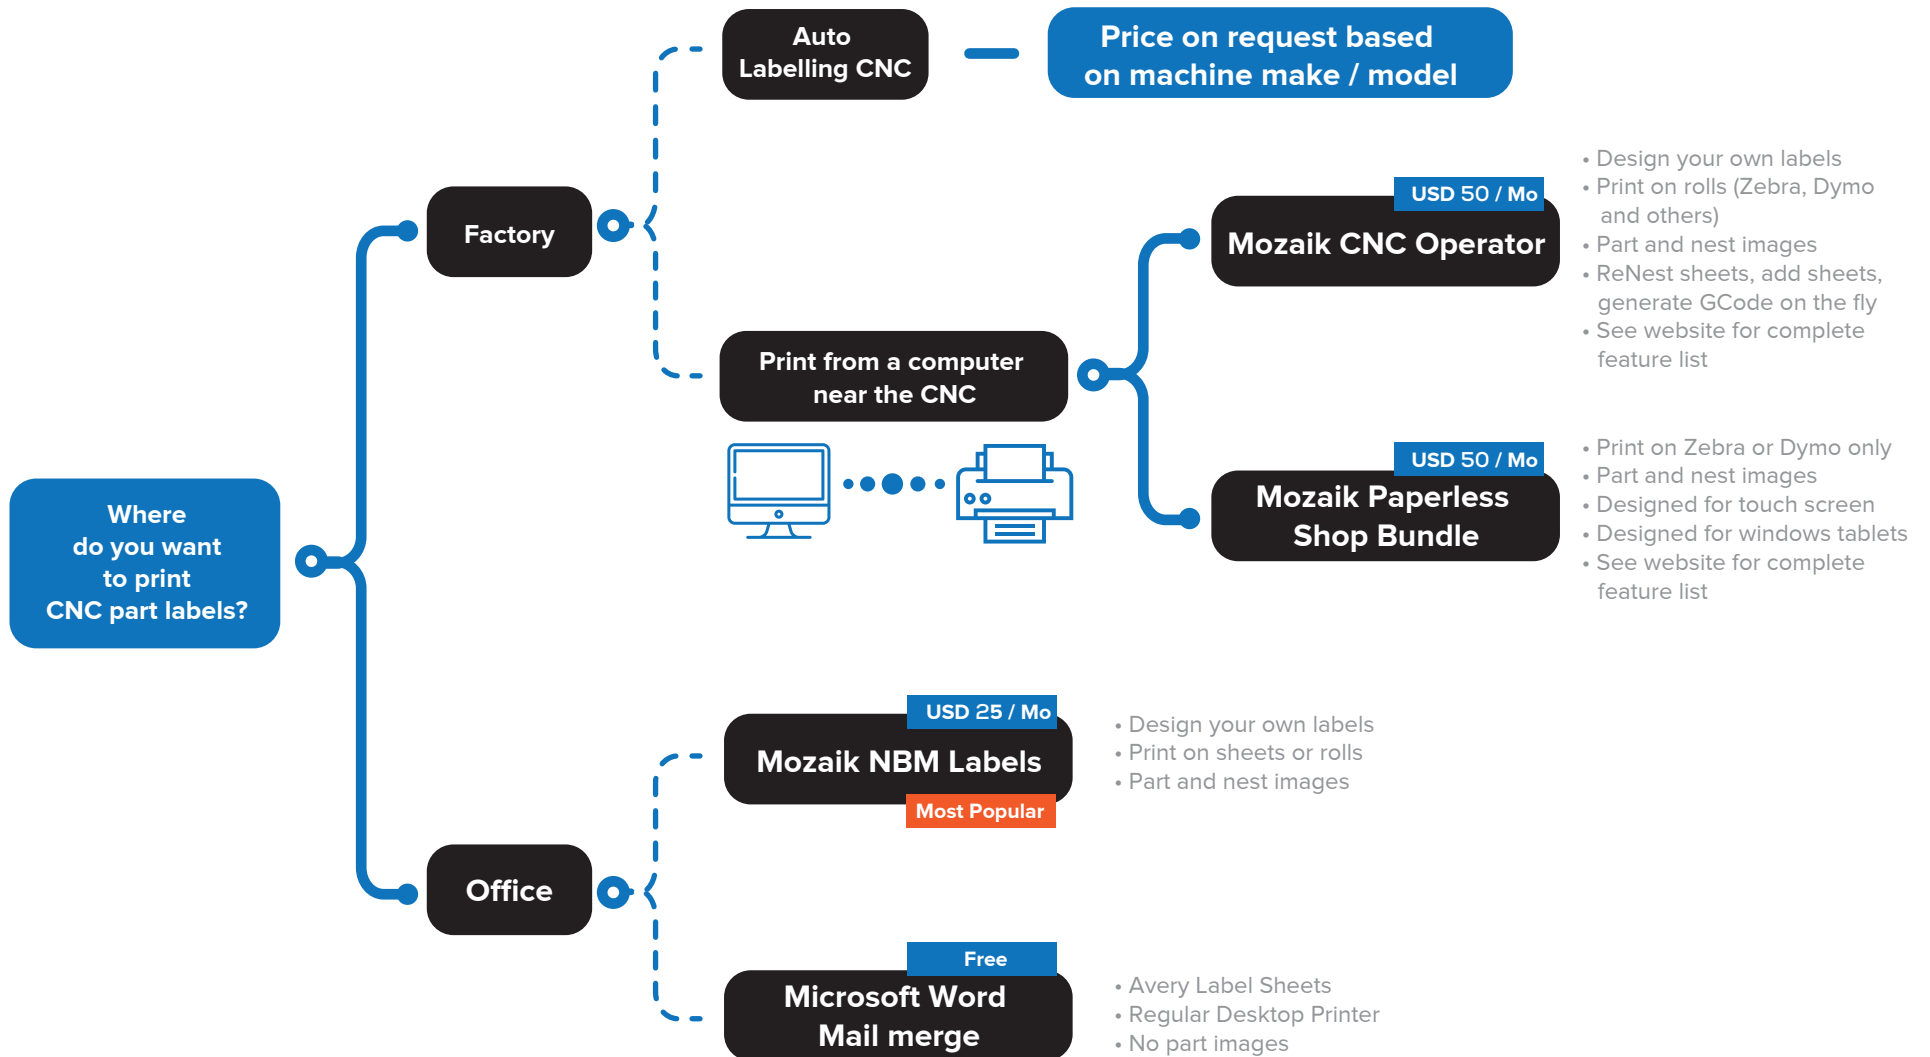 Where
do you want
to print
CNC part labels?
Factory
Auto
Labelling CNC
Price on request based
on machine make / model
Print from a computer
near the CNC
USD 50 / Mo
Mozaik CNC Operator
• Design your own labels
• Print on rolls (Zebra, Dymo
and others)
• Part and nest images
• ReNest sheets, add sheets,
generate GCode on the fly
• See website for complete
feature list
USD 50 / Mo
Mozaik Paperless
Shop Bundle
• Print on Zebra or Dymo only
• Part and nest images
• Designed for touch screen
• Designed for windows tablets
• See website for complete
feature list
Office
USD 25 / Mo
Mozaik NBM Labels
Most Popular
• Design your own labels
• Print on sheets or rolls
• Part and nest images
Free
Microsoft Word
Mail merge
• Avery Label Sheets
• Regular Desktop Printer
• No part images